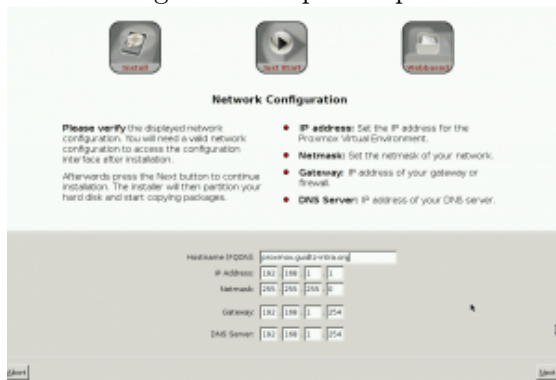 Install
Just Start
Webbased
Network Configuration
Please verify the displayed network
configuration. You will need a valid network
configuration to access the configuration
interface after installation.
Afterwards press the Next button to continue
installation. The installer will then partition your
hard disk and start copying packages.
IP address: Set the IP address for the
Proxmox Virtual Environment.
Netmask: Set the netmask of your network.
Gateway: IP address of your gateway or
firewall.
DNS Server: IP address of your DNS server.
Hostname (FQDN):
IP Address: 192 . 168 . 1 . 1
Netmask: 255 . 255 . 255 . 0
Gateway: 192 . 168 . 1 . 254
DNS Server: 192 . 168 . 1 . 254
Abort
Next